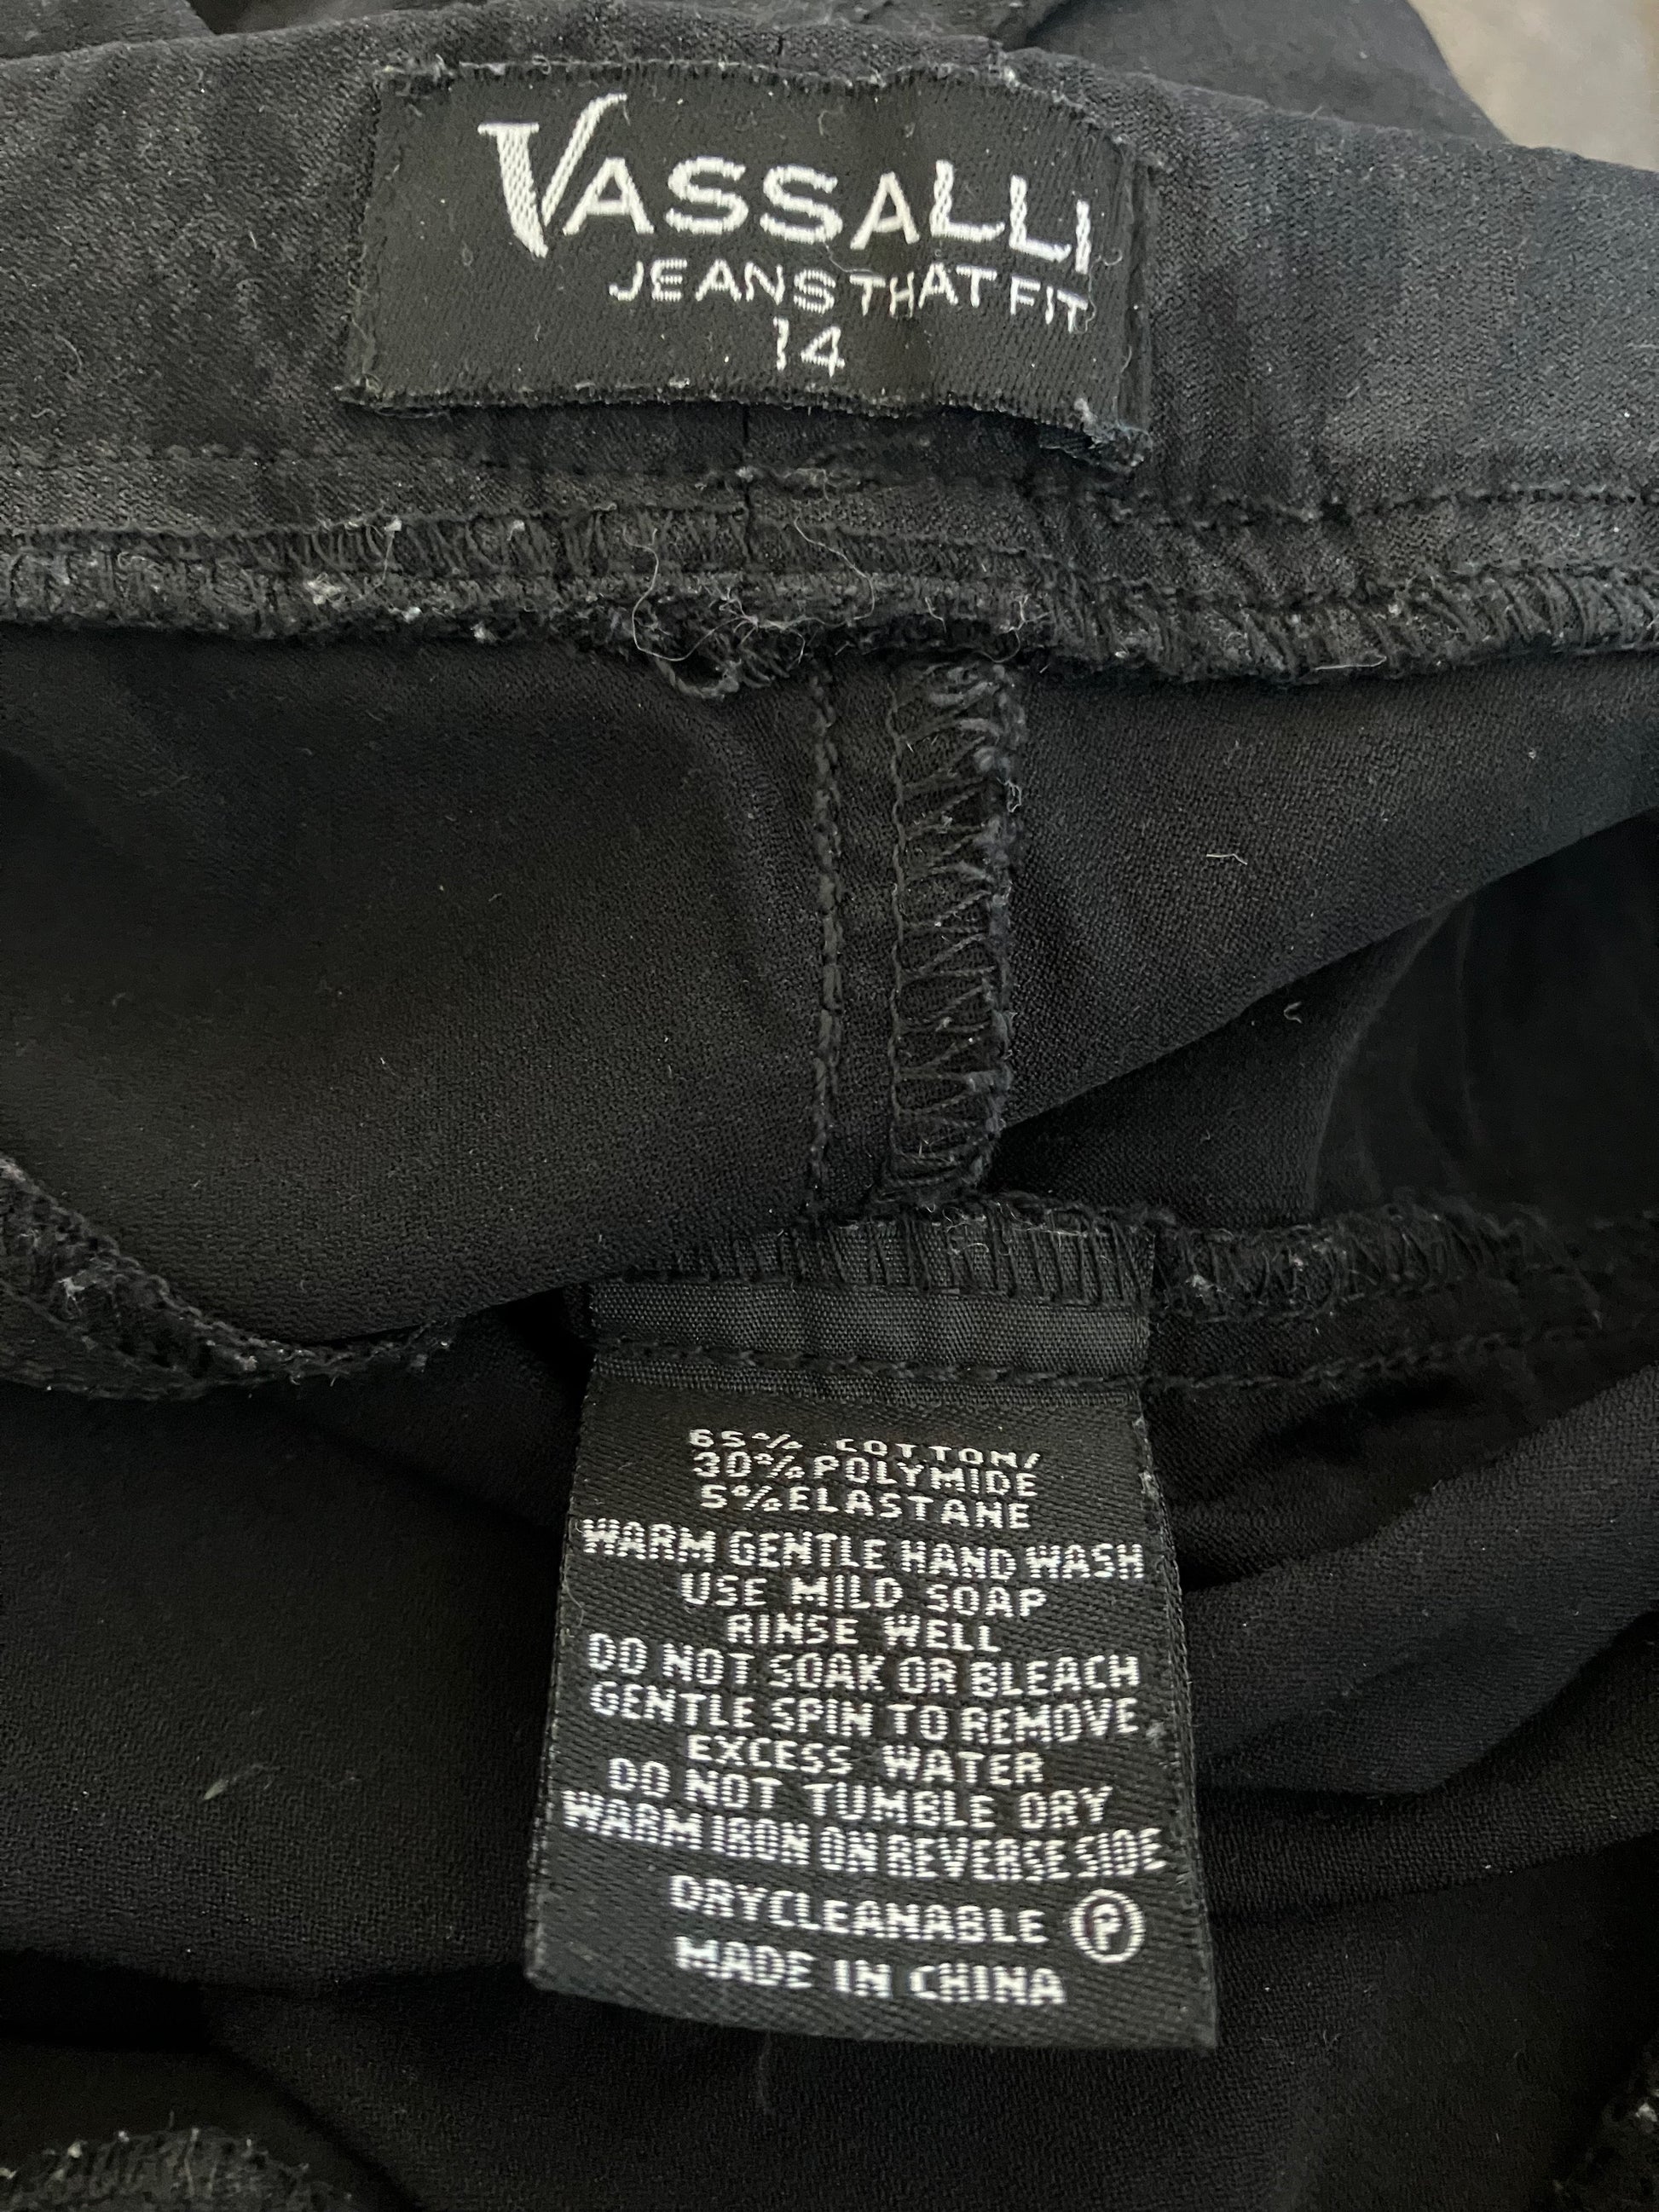 VASSALLI
JEANS THAT FIT
14
65% COTTON/
30% POLYMIDE
5% ELASTANE
WARM GENTLE HAND WASH
USE MILD SOAP
RINSE WELL
DO NOT SOAK OR BLEACH
GENTLE SPIN TO REMOVE
EXCESS WATER
DO NOT TUMBLE DRY
WARM IRON ON REVERSE SIDE
DRYCLEANABLE Ⓟ
MADE IN CHINA